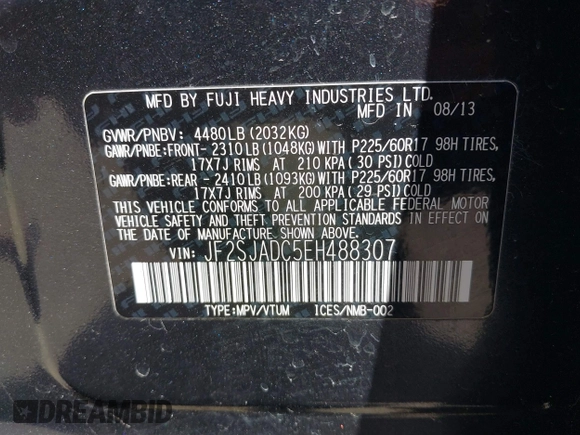 MFD BY FUJI HEAVY INDUSTRIES LTD.
MFD IN 08/13
GVWR/PNBV: 4480LB (2032KG)
GAWR/PNBE:FRONT- 2310LB (1048KG) WITH P225/60R17 98H TIRES,
17X7J RIMS AT 210 KPA (30 PSI) COLD
GAWR/PNBE:REAR - 2410LB (1093KG) WITH P225/60R17 98H TIRES,
17X7J RIMS AT 200 KPA (29 PSI) COLD
THIS VEHICLE CONFORMS TO ALL APPLICABLE FEDERAL MOTOR
VEHICLE SAFETY AND THEFT PREVENTION STANDARDS IN EFFECT ON
THE DATE OF MANUFACTURE SHOWN ABOVE.
VIN: JF2SJADC5EH488307
TYPE:MPV/VTUM ICES/NMB-002
DREAMBID